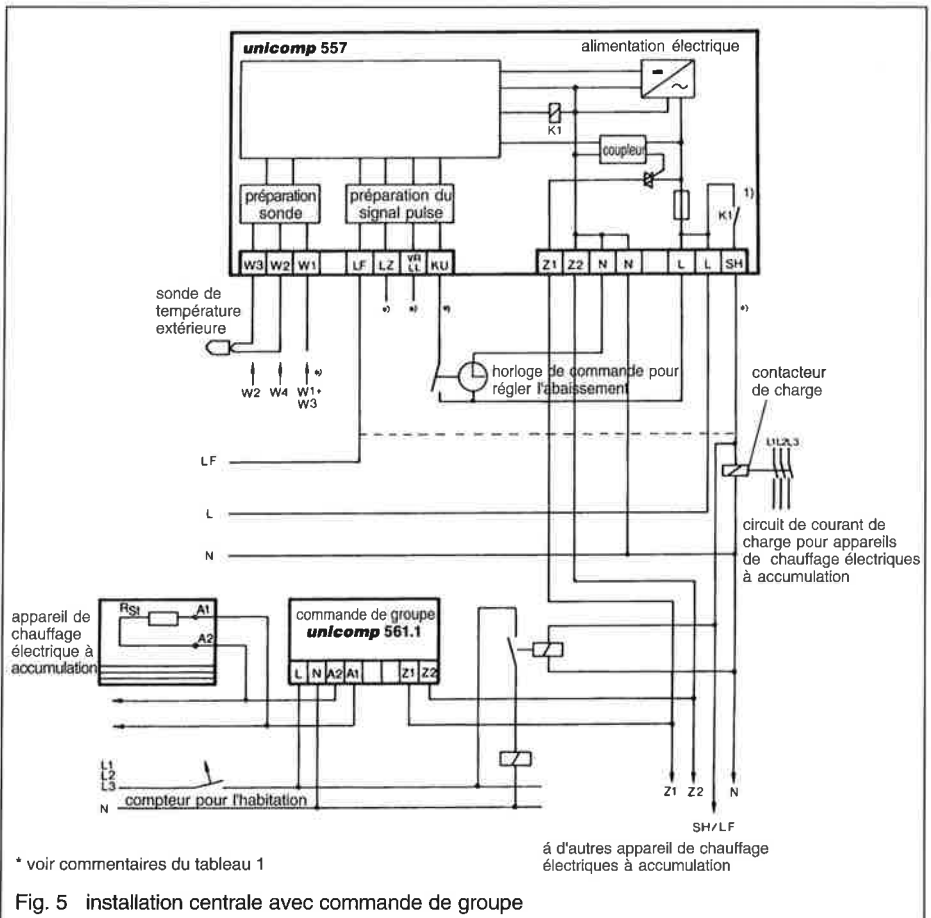 unicomp 557
alimentation électrique
K1
coupleur
préparation
sonde
préparation du
signal pulse
K1
1)
W3 W2 W1 LF LZ VR LL KU
Z1 Z2 N N L L SH
*) *) *) *)
sonde de
température
extérieure
W2 W4 W1+ *)
W3
horloge de commande pour
régler l'abaissement
contacteur
de charge
L1L2L3
LF
L
N
circuit de courant de
charge pour appareils
de chauffage électriques
à accumulation
appareil de
chauffage
électrique à
accumulation
RSt A1
A2
commande de groupe
unicomp 561.1
L N A2 A1 Z1 Z2
L1
L2
L3
N
compteur pour l'habitation
Z1 Z2 N
SH/LF
á d'autres appareil de chauffage
électriques à accumulation
* voir commentaires du tableau 1
Fig. 5 installation centrale avec commande de groupe